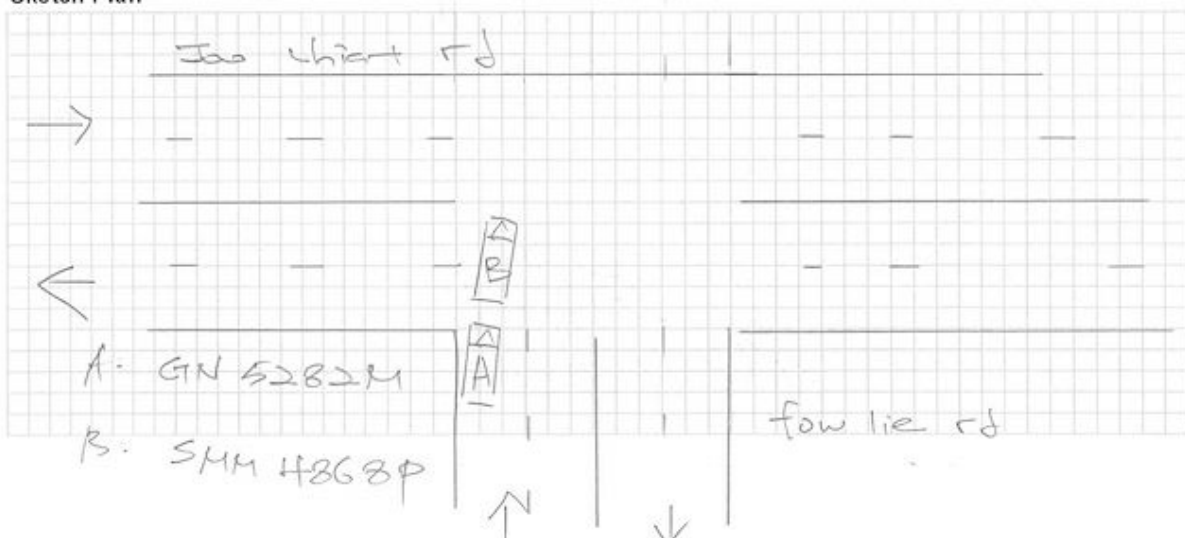 Sketch Plan
Joo Chiat rd
B
A
A. GN 5282M
B. SMM 4868P
fow lie rd